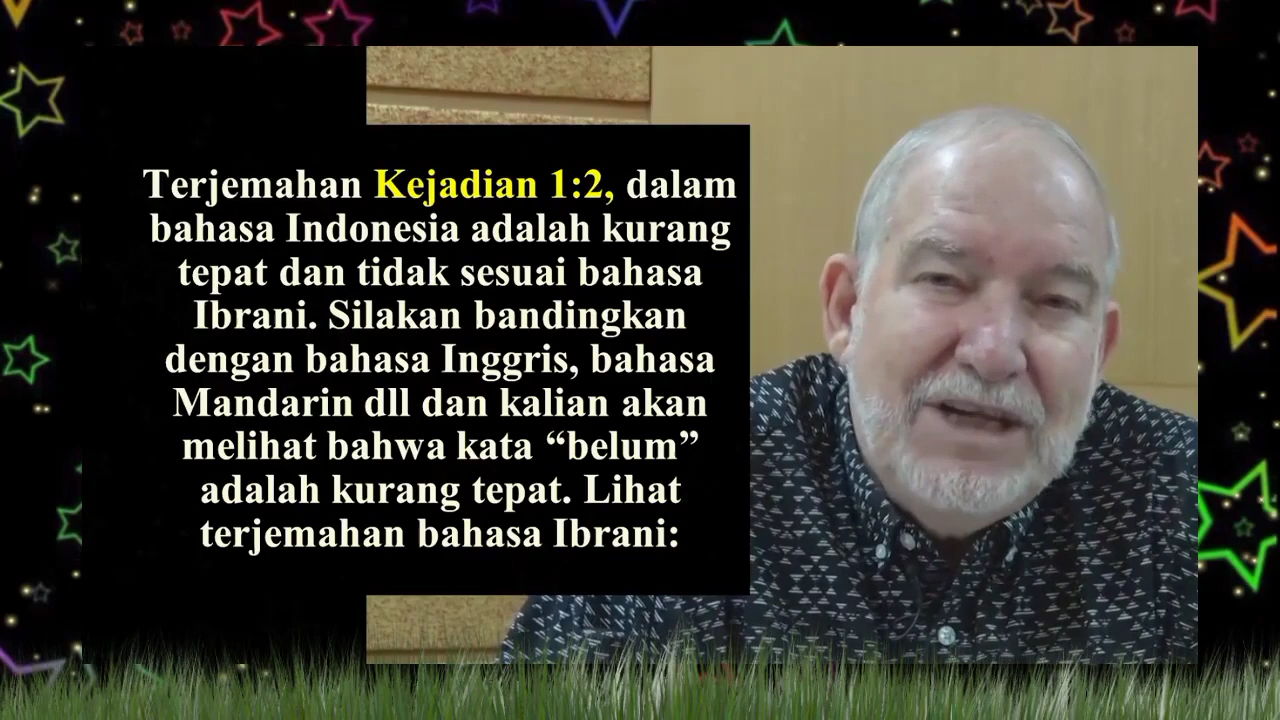 Terjemahan Kejadian 1:2, dalam
bahasa Indonesia adalah kurang
tepat dan tidak sesuai bahasa
Ibrani. Silakan bandingkan
dengan bahasa Inggris, bahasa
Mandarin dll dan kalian akan
melihat bahwa kata “belum”
adalah kurang tepat. Lihat
terjemahan bahasa Ibrani: